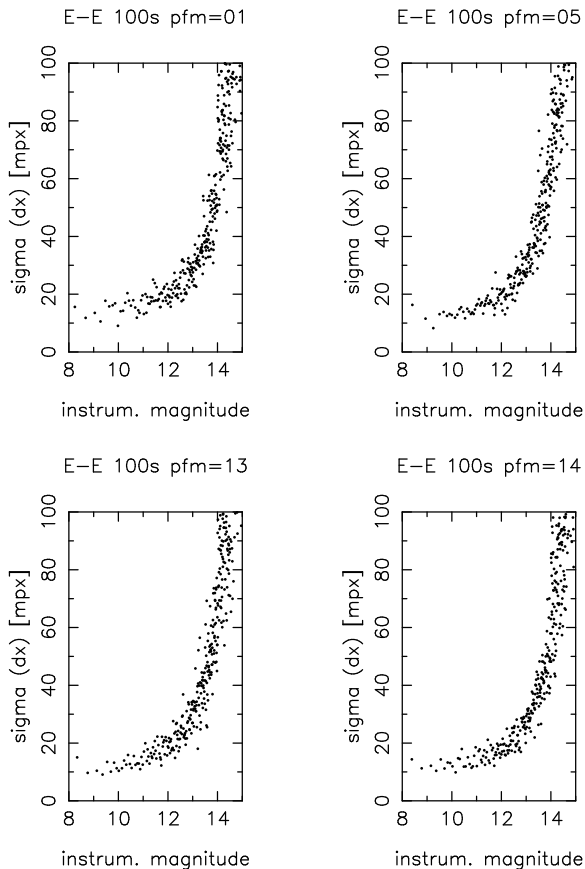 E-E 100s pfm=01
E-E 100s pfm=05
sigma (dx) [mpx]
0 20 40 60 80 100
8 10 12 14
instrum. magnitude
sigma (dx) [mpx]
0 20 40 60 80 100
8 10 12 14
instrum. magnitude
E-E 100s pfm=13
E-E 100s pfm=14
sigma (dx) [mpx]
0 20 40 60 80 100
8 10 12 14
instrum. magnitude
sigma (dx) [mpx]
0 20 40 60 80 100
8 10 12 14
instrum. magnitude